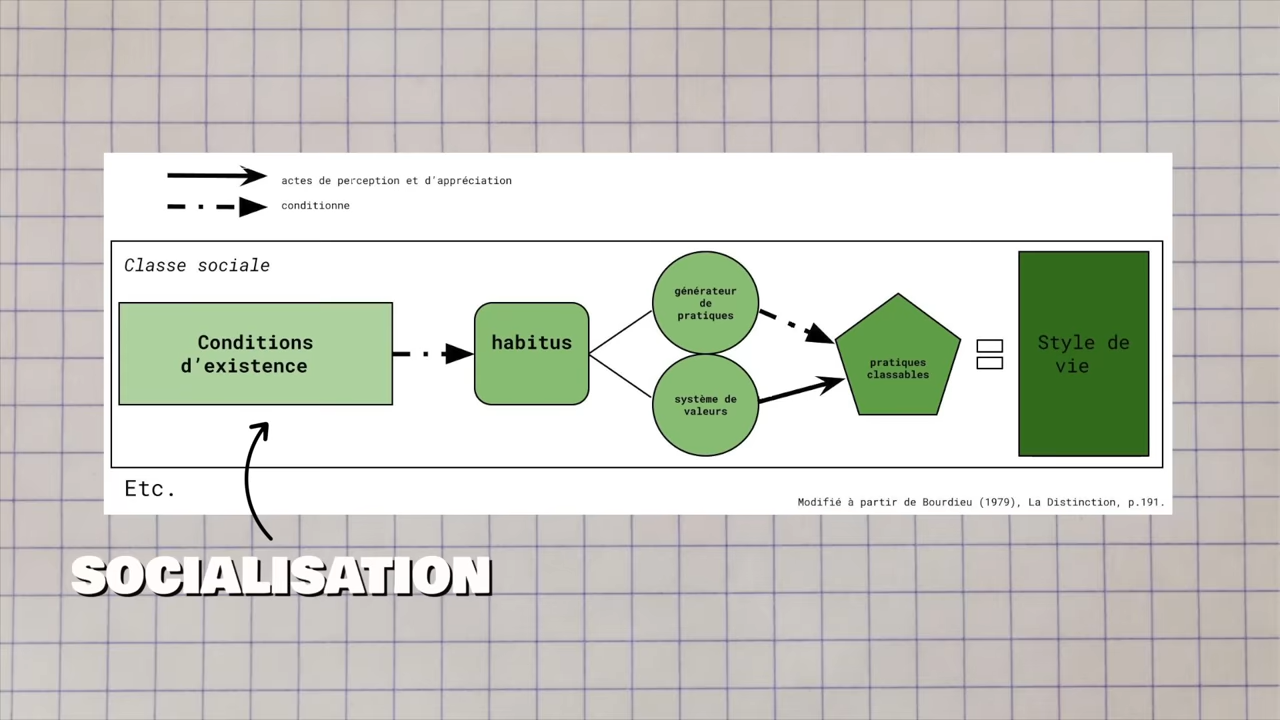 actes de perception et d'appréciation
conditionne
Classe sociale
Conditions
d’existence
habitus
générateur
de
pratiques
système de
valeurs
pratiques
classables
Style de
vie
Etc.
Modifié à partir de Bourdieu (1979), La Distinction, p.191.
SOCIALISATION